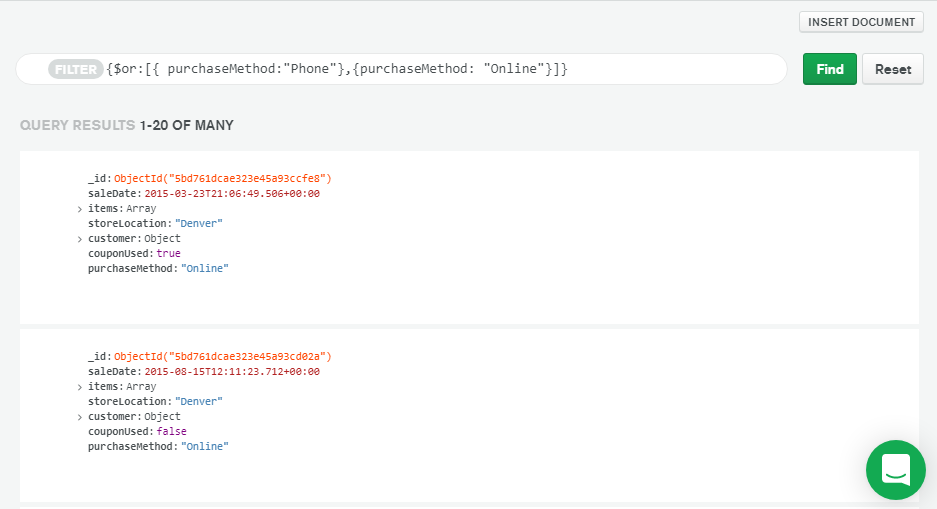 INSERT DOCUMENT
FILTER {$or:[{ purchaseMethod:"Phone"},{purchaseMethod: "Online"}]}
Find
Reset
QUERY RESULTS 1-20 OF MANY
_id:ObjectId("5bd761dcae323e45a93ccfe8")
saleDate:2015-03-23T21:06:49.506+00:00
items:Array
storeLocation:"Denver"
customer:Object
couponUsed:true
purchaseMethod:"Online"
_id:ObjectId("5bd761dcae323e45a93cd02a")
saleDate:2015-08-15T12:11:23.712+00:00
items:Array
storeLocation:"Denver"
customer:Object
couponUsed:false
purchaseMethod:"Online"